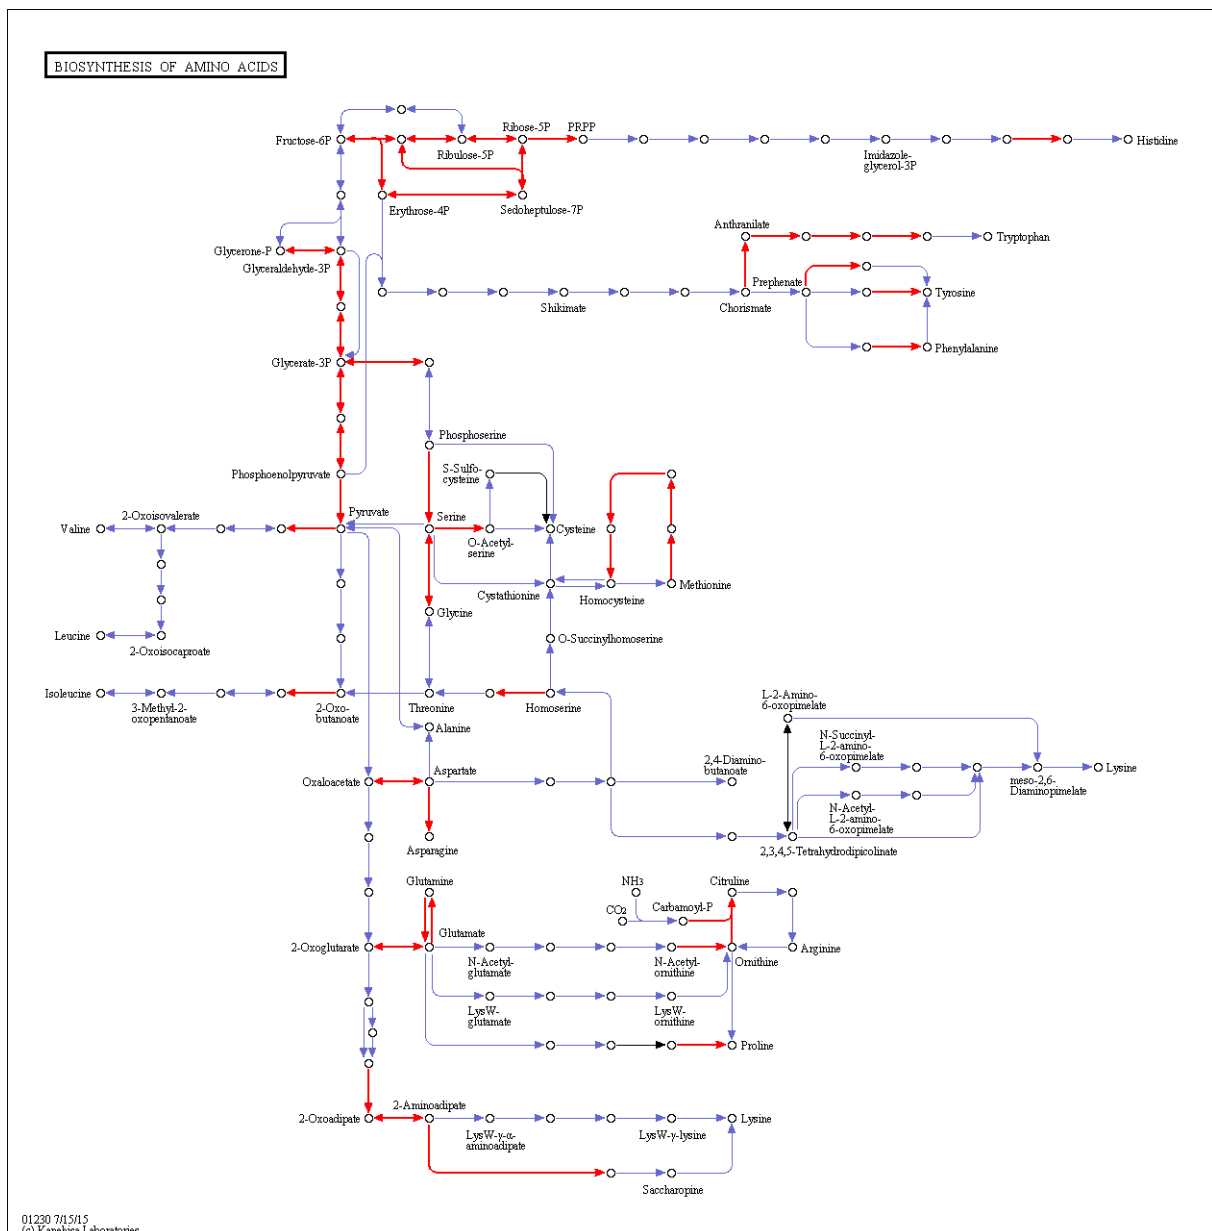 BIOSYNTHESIS OF AMINO ACIDS
Fructose-6P
Ribulose-5P
Ribose-5P
PRPP
Imidazole-
glycerol-3P
Histidine
Erythrose-4P
Sedoheptulose-7P
Glycerone-P
Glyceraldehyde-3P
Anthranilate
Tryptophan
Shikimate
Chorismate
Prephenate
Tyrosine
Phenylalanine
Glycerate-3P
Phosphoserine
Phosphoenolpyruvate
S-Sulfo-
cysteine
Valine
2-Oxoisovalerate
Pyruvate
Serine
O-Acetyl-
serine
Cysteine
Cystathionine
Homocysteine
Methionine
Glycine
Leucine
2-Oxoisocaproate
O-Succinylhomoserine
Isoleucine
3-Methyl-2-
oxopentanoate
2-Oxo-
butanoate
Threonine
Homoserine
Alanine
L-2-Amino-
6-oxopimelate
Oxaloacetate
Aspartate
2,4-Diamino-
butanoate
N-Succinyl-
L-2-amino-
6-oxopimelate
meso-2,6-
Diaminopimelate
Lysine
N-Acetyl-
L-2-amino-
6-oxopimelate
Asparagine
2,3,4,5-Tetrahydrodipicolinate
Glutamine
NH3
CO2
Carbamoyl-P
Citruline
2-Oxoglutarate
Glutamate
N-Acetyl-
glutamate
N-Acetyl-
ornithine
Ornithine
Arginine
LysW-
glutamate
LysW-
ornithine
Proline
2-Oxoadipate
2-Aminoadipate
LysW-γ-α-
aminoadipate
LysW-γ-lysine
Lysine
Saccharopine
01230 7/15/15
(c) Kanehisa Laboratories